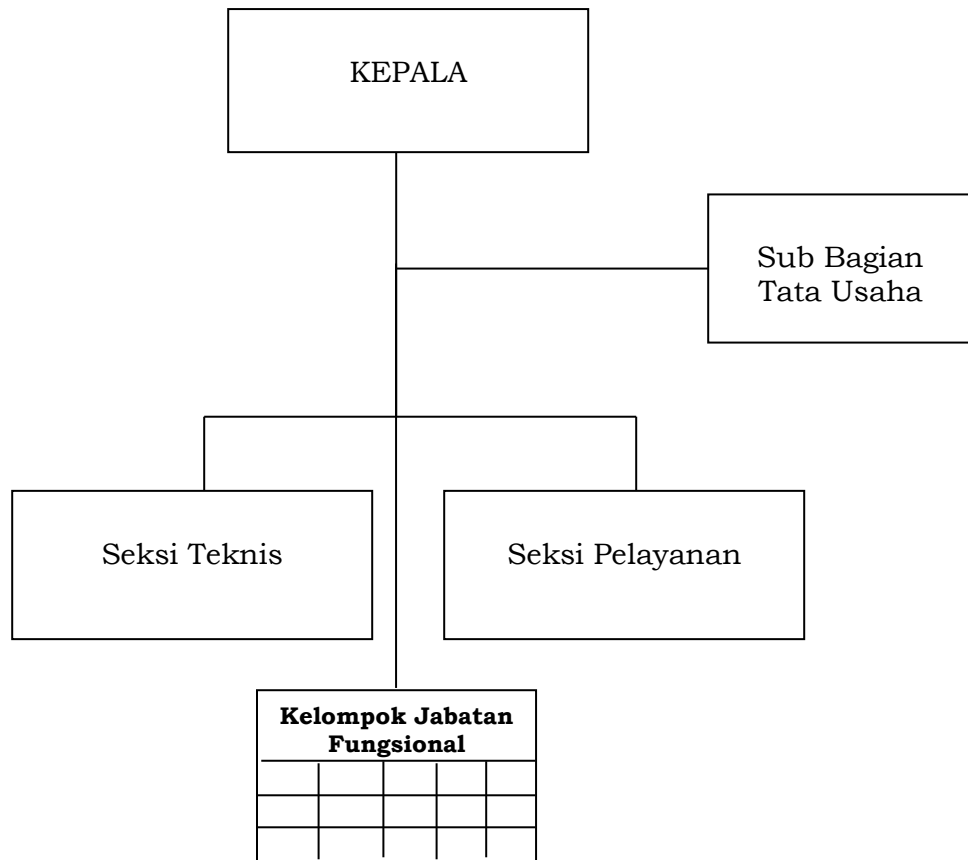 KEPALA
Sub Bagian
Tata Usaha
Seksi Teknis
Seksi Pelayanan
Kelompok Jabatan
Fungsional